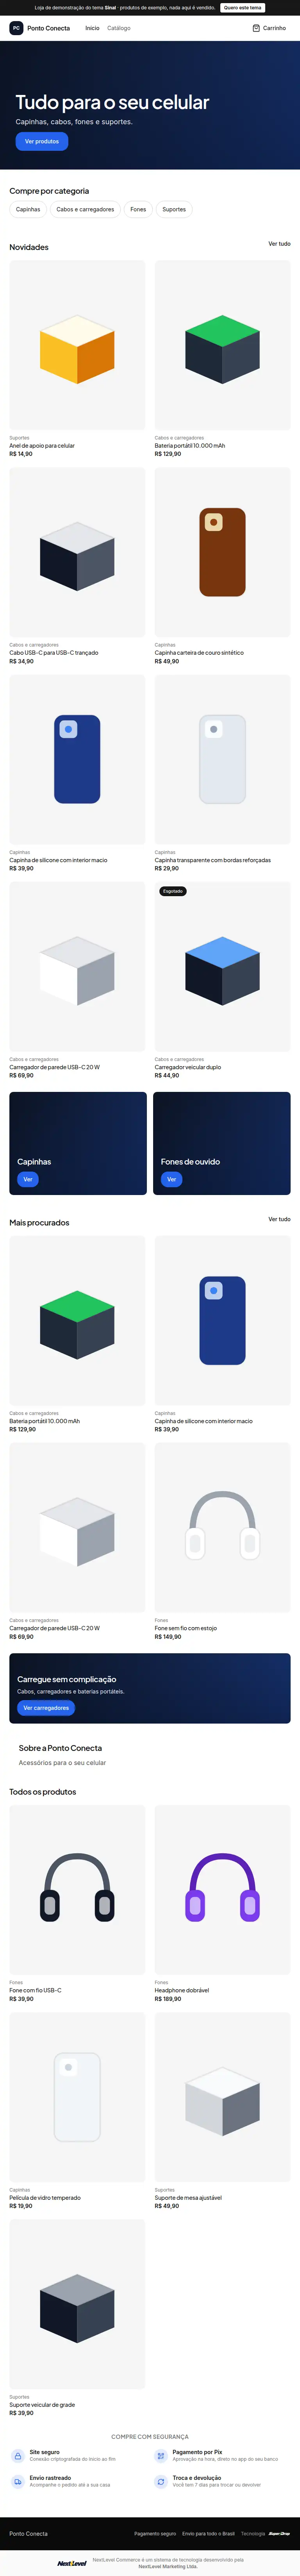 Loja de demonstração do tema Sinal · produtos de exemplo, nada aqui é vendido. Quero este tema
PC Ponto Conecta Início Catálogo Carrinho
Tudo para o seu celular
Capinhas, cabos, fones e suportes.
Ver produtos
Compre por categoria
Capinhas Cabos e carregadores Fones Suportes
Novidades Ver tudo
Suportes
Anel de apoio para celular
R$ 14,90
Cabos e carregadores
Bateria portátil 10.000 mAh
R$ 129,90
Cabos e carregadores
Cabo USB-C para USB-C trançado
R$ 34,90
Capinhas
Capinha carteira de couro sintético
R$ 49,90
Capinhas
Capinha de silicone com interior macio
R$ 39,90
Capinhas
Capinha transparente com bordas reforçadas
R$ 29,90
Cabos e carregadores
Carregador de parede USB-C 20 W
R$ 69,90
Esgotado
Cabos e carregadores
Carregador veicular duplo
R$ 44,90
Capinhas
Ver
Fones de ouvido
Ver
Mais procurados Ver tudo
Cabos e carregadores
Bateria portátil 10.000 mAh
R$ 129,90
Capinhas
Capinha de silicone com interior macio
R$ 39,90
Cabos e carregadores
Carregador de parede USB-C 20 W
R$ 69,90
Fones
Fone sem fio com estojo
R$ 149,90
Carregue sem complicação
Cabos, carregadores e baterias portáteis.
Ver carregadores
Sobre a Ponto Conecta
Acessórios para o seu celular
Todos os produtos
Fones
Fone com fio USB-C
R$ 39,90
Fones
Headphone dobrável
R$ 189,90
Capinhas
Película de vidro temperado
R$ 19,90
Suportes
Suporte de mesa ajustável
R$ 49,90
Suportes
Suporte veicular de grade
R$ 39,90
COMPRE COM SEGURANÇA
Site seguro
Conexão criptografada do início ao fim
Pagamento por Pix
Aprovação na hora, direto no app do seu banco
Envio rastreado
Acompanhe o pedido até a sua casa
Troca e devolução
Você tem 7 dias para trocar ou devolver
Ponto Conecta Pagamento seguro Envio para todo o Brasil Tecnologia Super Drop
NextLevel NextLevel Commerce é um sistema de tecnologia desenvolvido pela
NextLevel Marketing Ltda.